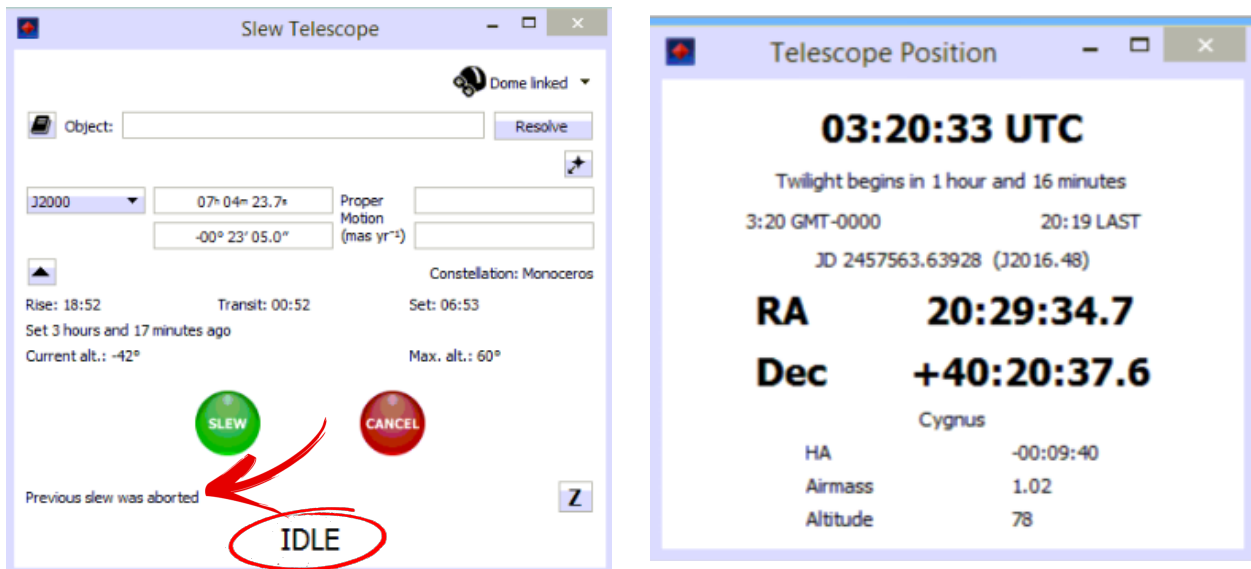 Slew Telescope
Dome linked
Object:
Resolve
J2000
07ʰ 04ᵐ 23.7ˢ
Proper
Motion
(mas yr⁻¹)
-00° 23′ 05.0″
Constellation: Monoceros
Rise: 18:52 Transit: 00:52 Set: 06:53
Set 3 hours and 17 minutes ago
Current alt.: -42° Max. alt.: 60°
SLEW CANCEL
Previous slew was aborted Z
IDLE
Telescope Position
03:20:33 UTC
Twilight begins in 1 hour and 16 minutes
3:20 GMT-0000 20:19 LAST
JD 2457563.63928 (J2016.48)
RA 20:29:34.7
Dec +40:20:37.6
Cygnus
HA -00:09:40
Airmass 1.02
Altitude 78